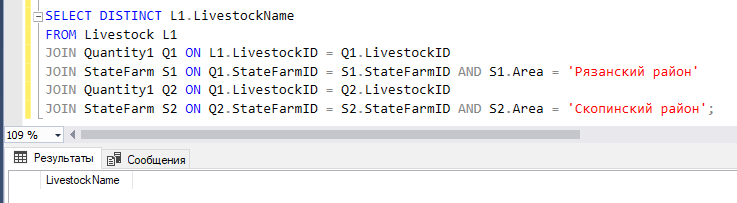 SELECT DISTINCT L1.LivestockName
FROM Livestock L1
JOIN Quantity1 Q1 ON L1.LivestockID = Q1.LivestockID
JOIN StateFarm S1 ON Q1.StateFarmID = S1.StateFarmID AND S1.Area = 'Рязанский район'
JOIN Quantity1 Q2 ON L1.LivestockID = Q2.LivestockID
JOIN StateFarm S2 ON Q2.StateFarmID = S2.StateFarmID AND S2.Area = 'Скопинский район';
109 %
Результаты Сообщения
LivestockName